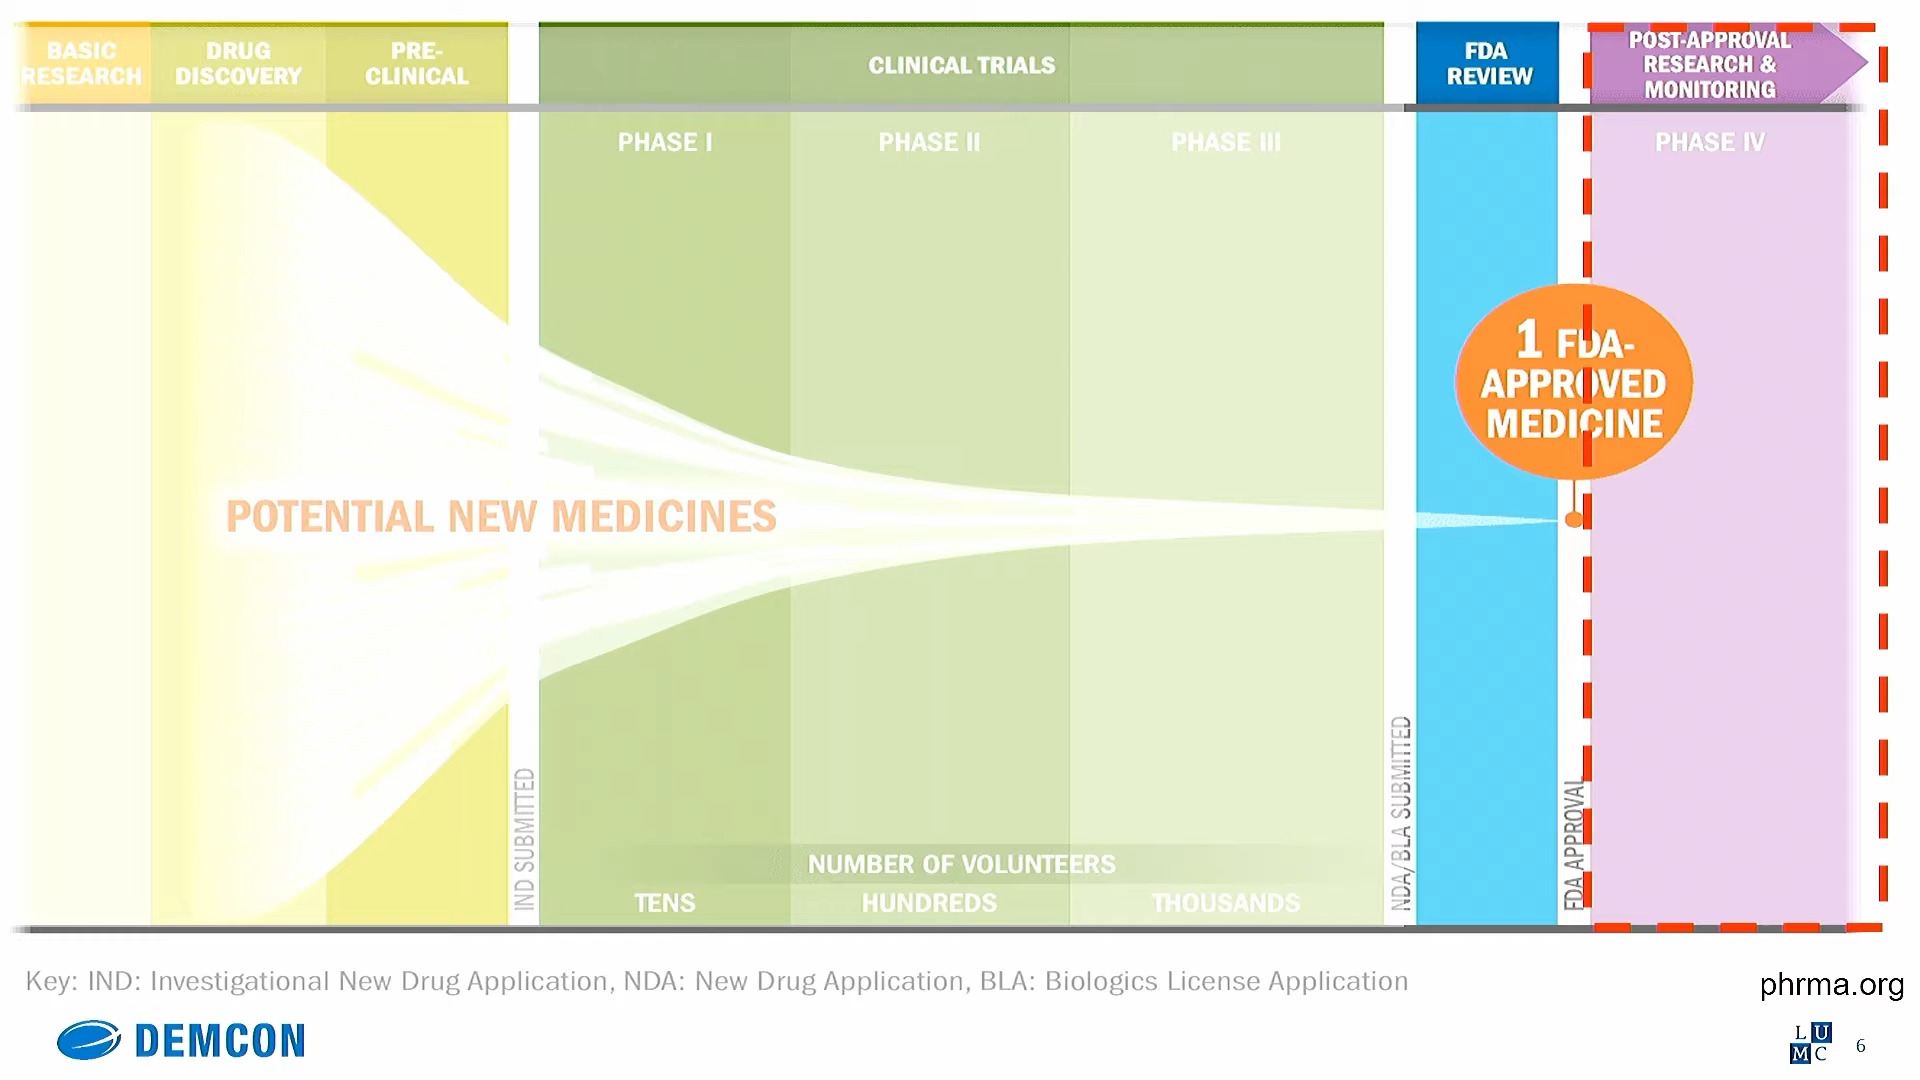 BASIC
RESEARCH
DRUG
DISCOVERY
PRE-
CLINICAL
CLINICAL TRIALS
FDA
REVIEW
POST-APPROVAL
RESEARCH &
MONITORING
PHASE I
PHASE II
PHASE III
PHASE IV
1 FDA-
APPROVED
MEDICINE
POTENTIAL NEW MEDICINES
IND SUBMITTED
NDA/BLA SUBMITTED
FDA APPROVAL
NUMBER OF VOLUNTEERS
TENS
HUNDREDS
THOUSANDS
Key: IND: Investigational New Drug Application, NDA: New Drug Application, BLA: Biologics License Application
phrma.org
DEMCON
L U
M C
6